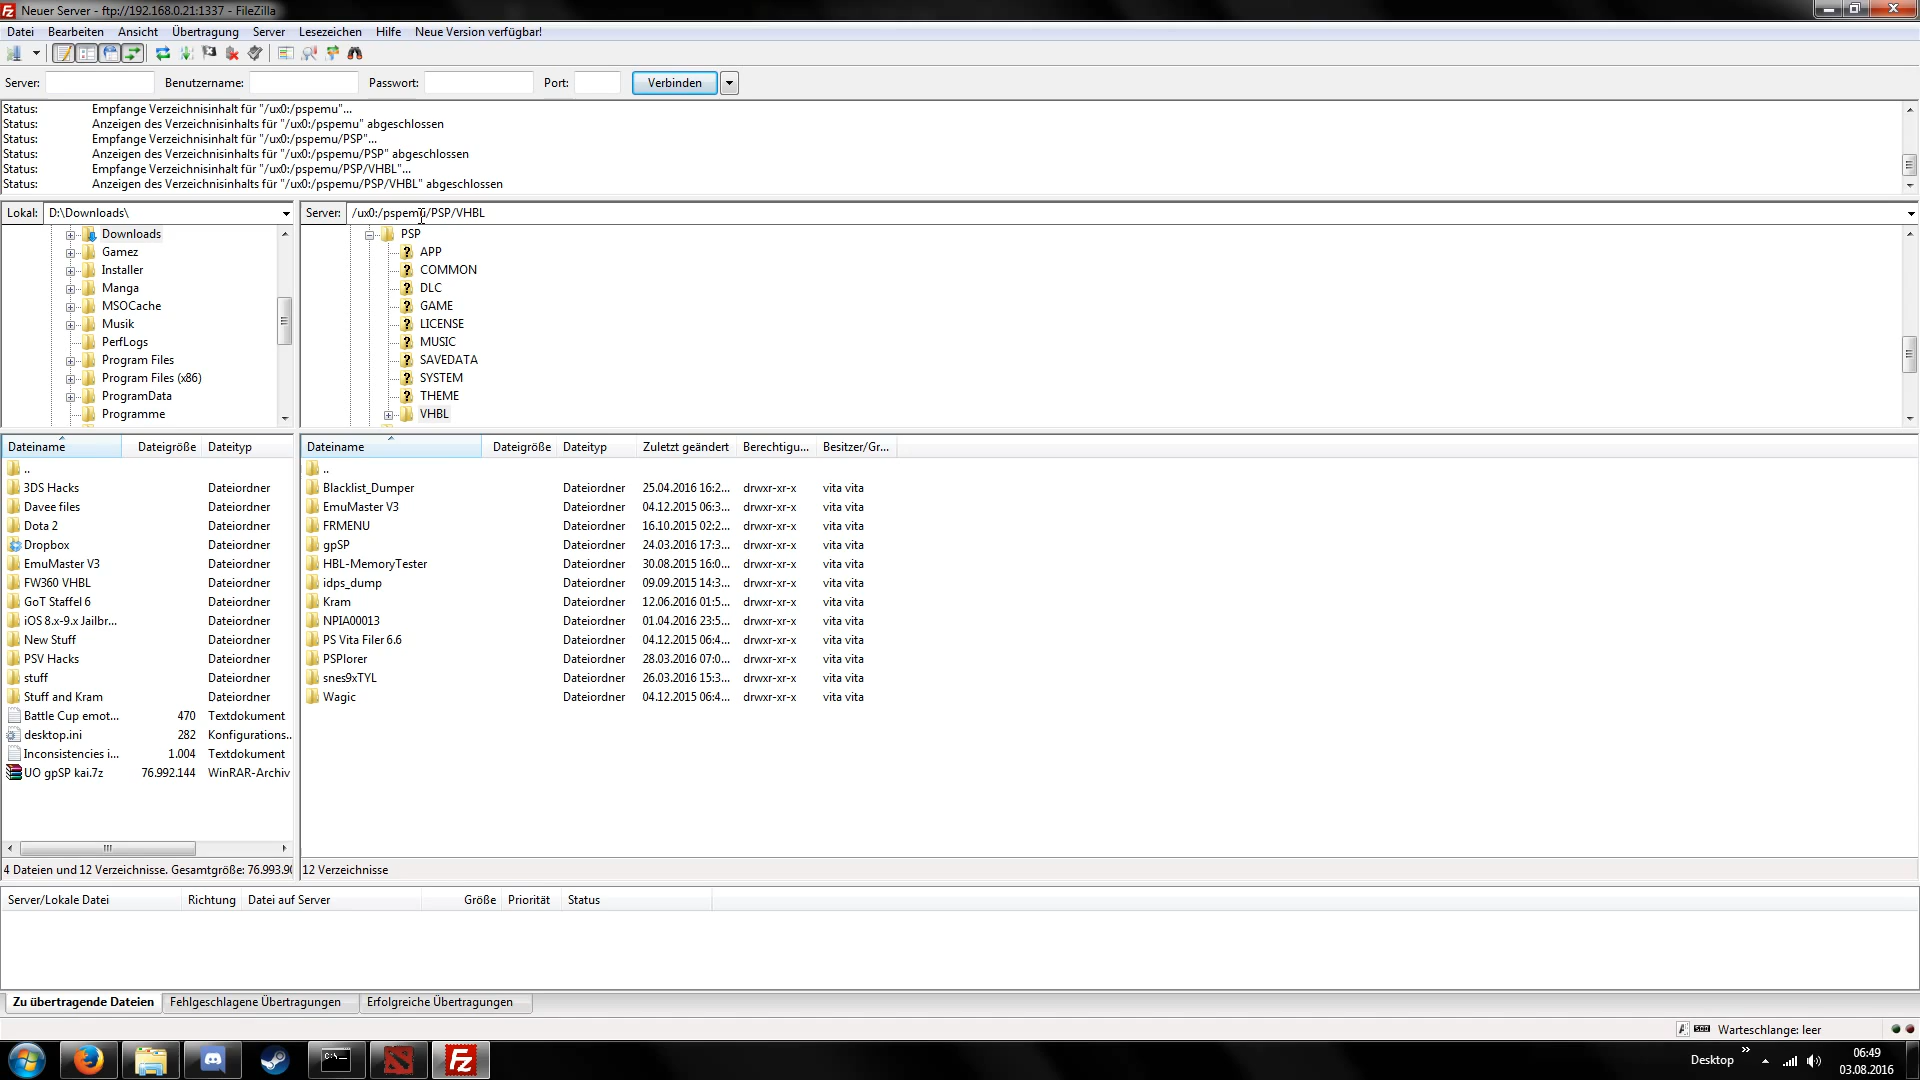 Neuer Server - ftp://192.168.0.21:1337 - FileZilla
Datei Bearbeiten Ansicht Übertragung Server Lesezeichen Hilfe Neue Version verfügbar!
Server: Benutzername: Passwort: Port: Verbinden
Status: Empfange Verzeichnisinhalt für "/ux0:/pspemu"...
Status: Anzeigen des Verzeichnisinhalts für "/ux0:/pspemu" abgeschlossen
Status: Empfange Verzeichnisinhalt für "/ux0:/pspemu/PSP"...
Status: Anzeigen des Verzeichnisinhalts für "/ux0:/pspemu/PSP" abgeschlossen
Status: Empfange Verzeichnisinhalt für "/ux0:/pspemu/PSP/VHBL"...
Status: Anzeigen des Verzeichnisinhalts für "/ux0:/pspemu/PSP/VHBL" abgeschlossen
Lokal: D:\Downloads\
Downloads
Gamez
Installer
Manga
MSOCache
Musik
PerfLogs
Program Files
Program Files (x86)
ProgramData
Programme
Server: /ux0:/pspemu/PSP/VHBL
PSP
APP
COMMON
DLC
GAME
LICENSE
MUSIC
SAVEDATA
SYSTEM
THEME
VHBL
Dateiname Dateigröße Dateityp
..
3DS Hacks Dateiordner
Davee files Dateiordner
Dota 2 Dateiordner
Dropbox Dateiordner
EmuMaster V3 Dateiordner
FW360 VHBL Dateiordner
GoT Staffel 6 Dateiordner
iOS 8.x-9.x Jailbr... Dateiordner
New Stuff Dateiordner
PSV Hacks Dateiordner
stuff Dateiordner
Stuff and Kram Dateiordner
Battle Cup emot... 470 Textdokument
desktop.ini 282 Konfigurations..
Inconsistencies i... 1.004 Textdokument
UO gpSP kai.7z 76.992.144 WinRAR-Archiv
4 Dateien und 12 Verzeichnisse. Gesamtgröße: 76.993.90
Dateiname Dateigröße Dateityp Zuletzt geändert Berechtigu... Besitzer/Gr...
..
Blacklist_Dumper Dateiordner 25.04.2016 16:2... drwxr-xr-x vita vita
EmuMaster V3 Dateiordner 04.12.2015 06:3... drwxr-xr-x vita vita
FRMENU Dateiordner 16.10.2015 02:2... drwxr-xr-x vita vita
gpSP Dateiordner 24.03.2016 17:3... drwxr-xr-x vita vita
HBL-MemoryTester Dateiordner 30.08.2015 16:0... drwxr-xr-x vita vita
idps_dump Dateiordner 09.09.2015 14:3... drwxr-xr-x vita vita
Kram Dateiordner 12.06.2016 01:5... drwxr-xr-x vita vita
NPIA00013 Dateiordner 01.04.2016 23:5... drwxr-xr-x vita vita
PS Vita Filer 6.6 Dateiordner 04.12.2015 06:4... drwxr-xr-x vita vita
PSPlorer Dateiordner 28.03.2016 07:0... drwxr-xr-x vita vita
snes9xTYL Dateiordner 26.03.2016 15:3... drwxr-xr-x vita vita
Wagic Dateiordner 04.12.2015 06:4... drwxr-xr-x vita vita
12 Verzeichnisse
Server/Lokale Datei Richtung Datei auf Server Größe Priorität Status
Zu übertragende Dateien Fehlgeschlagene Übertragungen Erfolgreiche Übertragungen
Warteschlange: leer
Desktop
06:49
03.08.2016